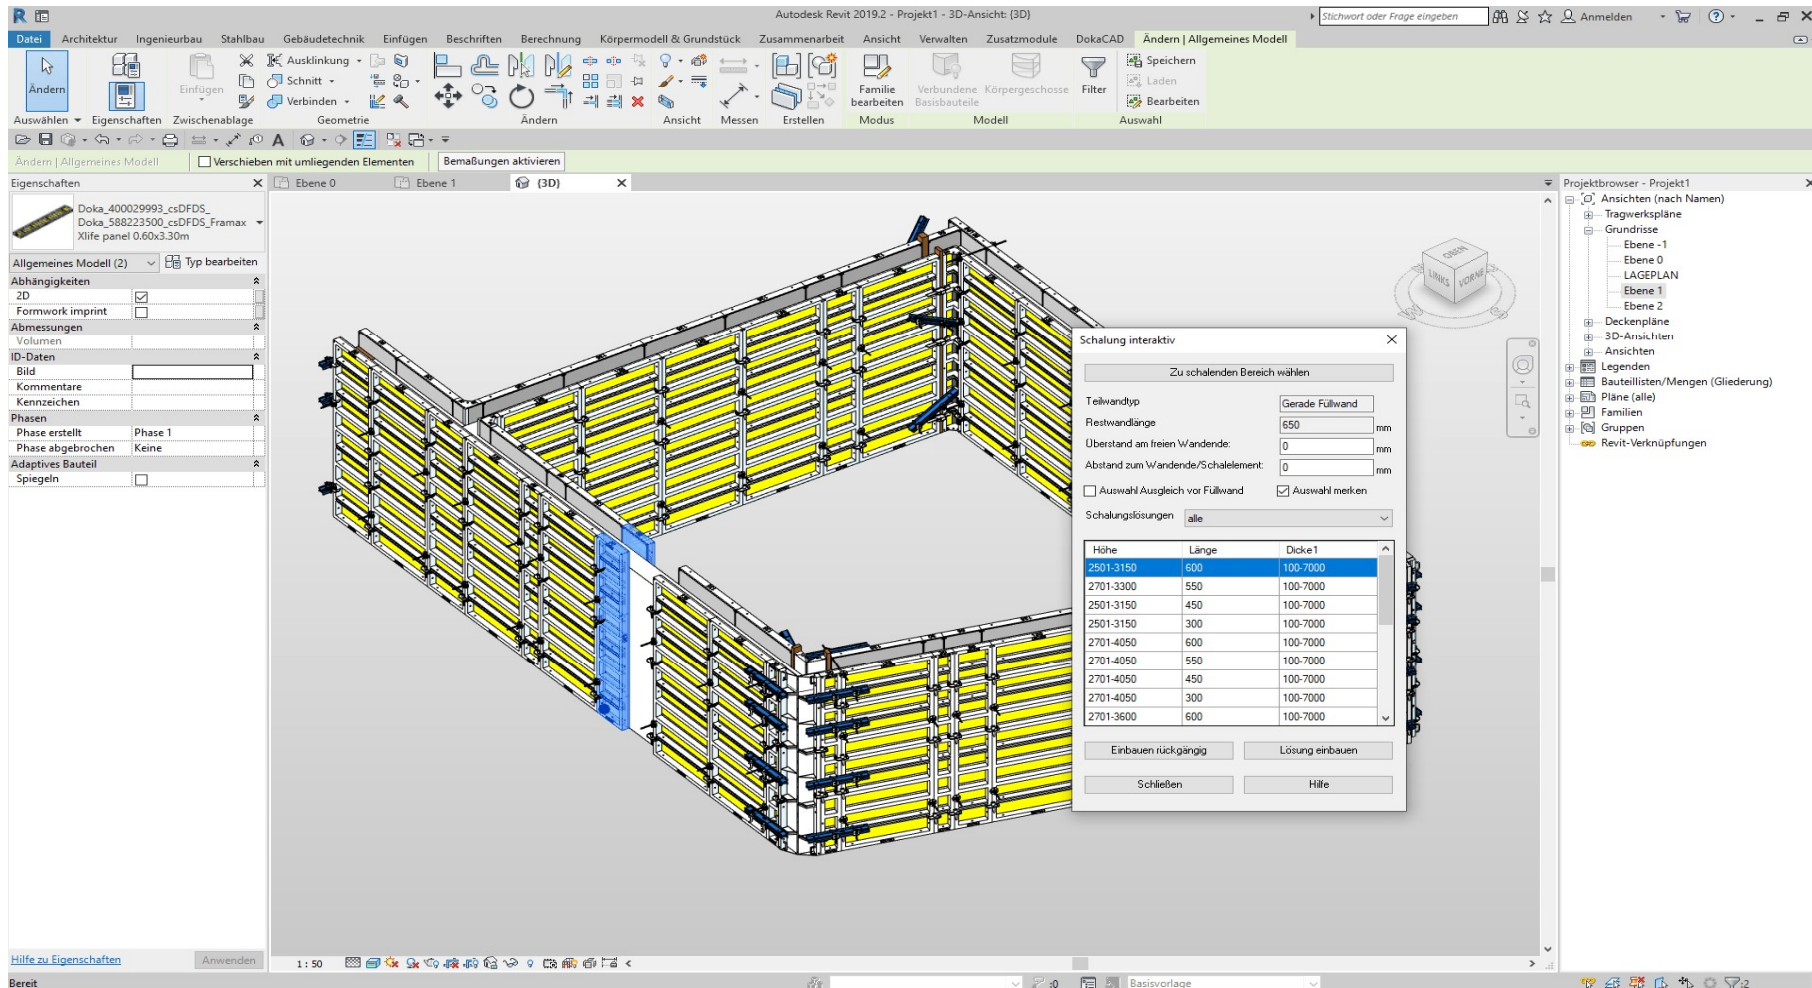 Autodesk Revit 2019.2 - Projekt1 - 3D-Ansicht: {3D}
Stichwort oder Frage eingeben
Anmelden
Datei Architektur Ingenieurbau Stahlbau Gebäudetechnik Einfügen Beschriften Berechnung Körpermodell & Grundstück Zusammenarbeit Ansicht Verwalten Zusatzmodule DokaCAD Ändern | Allgemeines Modell
Ändern
Einfügen
Ausklinkung
Schnitt
Verbinden
Familie bearbeiten
Verbundene Basisbauteile
Körpergeschosse
Filter
Speichern
Laden
Bearbeiten
Auswählen Eigenschaften Zwischenablage Geometrie Ändern Ansicht Messen Erstellen Modus Modell Auswahl
Ändern | Allgemeines Modell
Verschieben mit umliegenden Elementen
Bemaßungen aktivieren
Eigenschaften
Doka_400029993_csDFDS_
Doka_588223500_csDFDS_Framax
Xlife panel 0.60x3.30m
Allgemeines Modell (2)
Typ bearbeiten
Abhängigkeiten
2D
Formwork imprint
Abmessungen
Volumen
ID-Daten
Bild
Kommentare
Kennzeichen
Phasen
Phase erstellt Phase 1
Phase abgebrochen Keine
Adaptives Bauteil
Spiegeln
Hilfe zu Eigenschaften
Anwenden
Ebene 0
Ebene 1
{3D}
OBEN
LINKS
VORNE
Schalung interaktiv
Zu schalenden Bereich wählen
Teilwandtyp Gerade Füllwand
Restwandlänge 650 mm
Überstand am freien Wandende: 0 mm
Abstand zum Wandende/Schalelement: 0 mm
Auswahl Ausgleich vor Füllwand
Auswahl merken
Schalungslösungen alle
Höhe Länge Dicke1
2501-3150 600 100-7000
2701-3300 550 100-7000
2501-3150 450 100-7000
2501-3150 300 100-7000
2701-4050 600 100-7000
2701-4050 550 100-7000
2701-4050 450 100-7000
2701-4050 300 100-7000
2701-3600 600 100-7000
Einbauen rückgängig
Lösung einbauen
Schließen
Hilfe
Projektbrowser - Projekt1
Ansichten (nach Namen)
Tragwerkspläne
Grundrisse
Ebene -1
Ebene 0
LAGEPLAN
Ebene 1
Ebene 2
Deckenpläne
3D-Ansichten
Ansichten
Legenden
Bauteillisten/Mengen (Gliederung)
Pläne (alle)
Familien
Gruppen
Revit-Verknüpfungen
1 : 50
Bereit
:0
Basisvorlage
:2